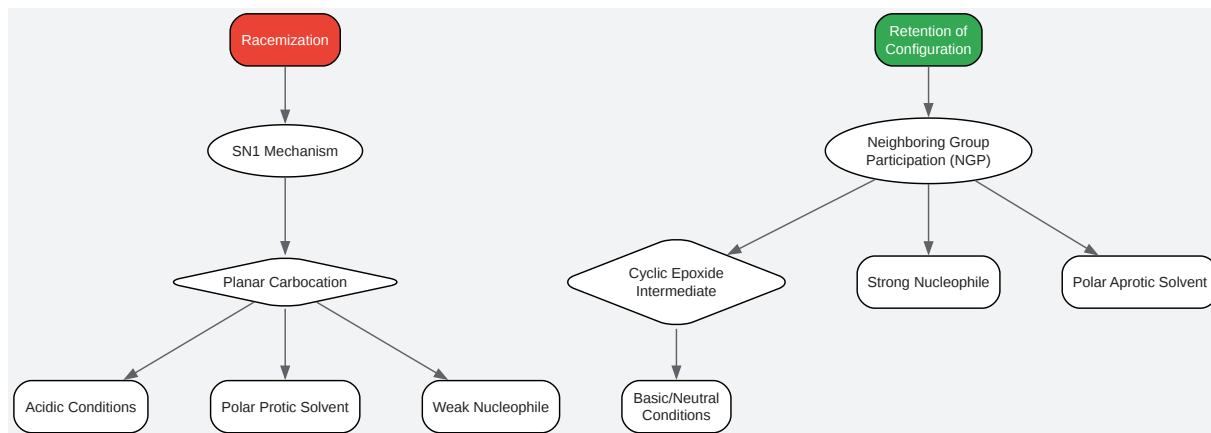 Racemization
Retention of
Configuration
SN1 Mechanism
Neighboring Group
Participation (NGP)
Planar Carbocation
Cyclic Epoxide
Intermediate
Strong Nucleophile
Polar Aprotic Solvent
Acidic Conditions
Polar Protic Solvent
Weak Nucleophile
Basic/Neutral
Conditions